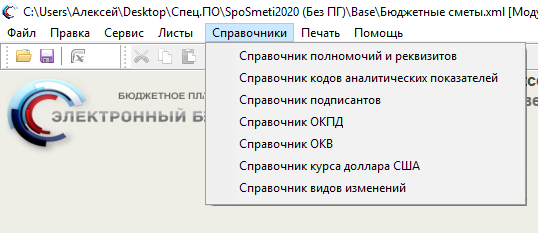 C:\Users\Алексей\Desktop\Спец.ПО\SpoSmeti2020 (Без ПГ)\Base\Бюджетные сметы.xml [Моду
Файл Правка Сервис Листы Справочники Печать Помощь
Справочник полномочий и реквизитов
Справочник кодов аналитических показателей
Справочник подписантов
Справочник ОКПД
Справочник ОКВ
Справочник курса доллара США
Справочник видов изменений
БЮДЖЕТНОЕ ПЛА
ЭЛЕКТРОННЫЙ Б